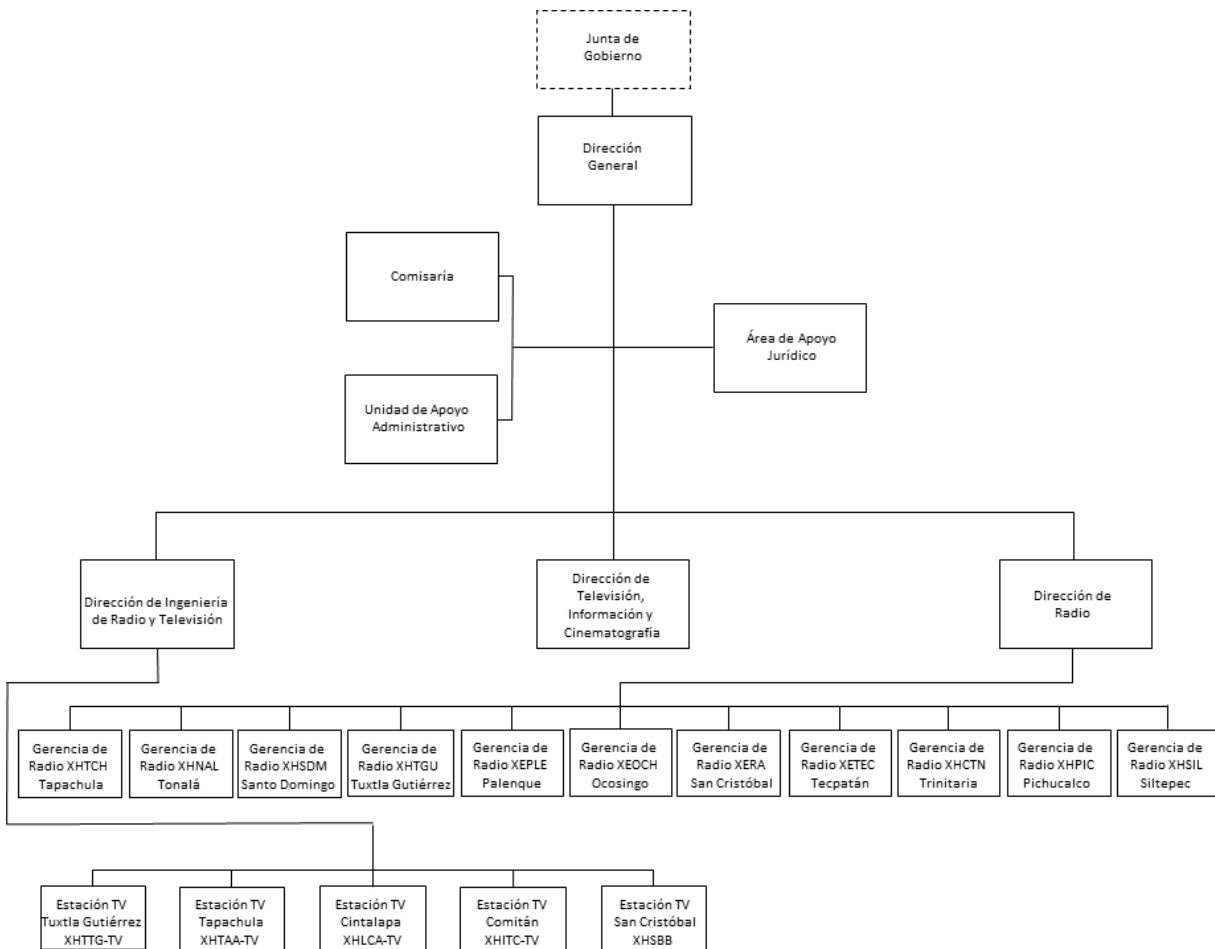 Junta de
Gobierno
Dirección
General
Comisaría
Área de Apoyo
Jurídico
Unidad de Apoyo
Administrativo
Dirección de Ingeniería
de Radio y Televisión
Dirección de
Televisión,
Información y
Cinematografía
Dirección de
Radio
Gerencia de
Radio XHTCH
Tapachula
Gerencia de
Radio XHNAL
Tonalá
Gerencia de
Radio XHSDM
Santo Domingo
Gerencia de
Radio XHTGU
Tuxtla Gutiérrez
Gerencia de
Radio XEPLE
Palenque
Gerencia de
Radio XEOCH
Ocosingo
Gerencia de
Radio XERA
San Cristóbal
Gerencia de
Radio XETEC
Tecpatán
Gerencia de
Radio XHCTN
Trinitaria
Gerencia de
Radio XHPIC
Pichucalco
Gerencia de
Radio XHSIL
Siltepec
Estación TV
Tuxtla Gutiérrez
XHTTG-TV
Estación TV
Tapachula
XHTAA-TV
Estación TV
Cintalapa
XHLCA-TV
Estación TV
Comitán
XHITC-TV
Estación TV
San Cristóbal
XHSBB